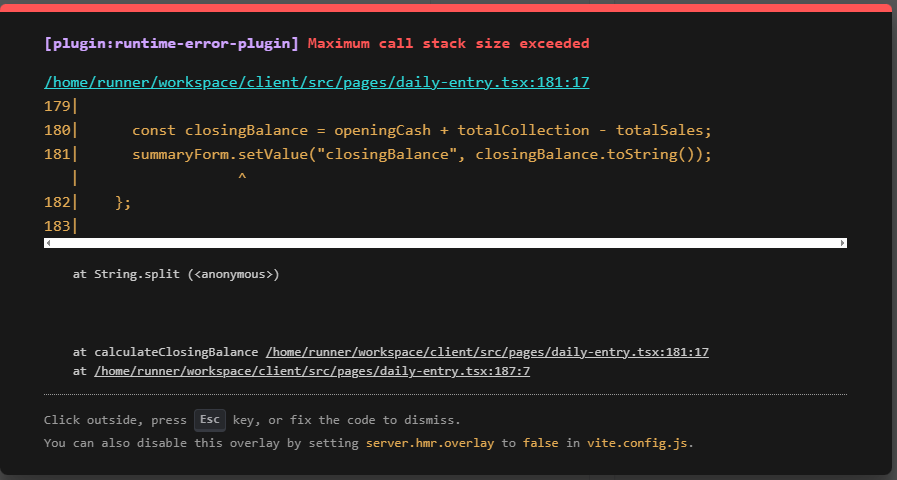 [plugin:runtime-error-plugin] Maximum call stack size exceeded
/home/runner/workspace/client/src/pages/daily-entry.tsx:181:17
179|
180|      const closingBalance = openingCash + totalCollection - totalSales;
181|      summaryForm.setValue("closingBalance", closingBalance.toString());
   |                  ^
182|    };
183|
at String.split (<anonymous>)
at calculateClosingBalance /home/runner/workspace/client/src/pages/daily-entry.tsx:181:17
at /home/runner/workspace/client/src/pages/daily-entry.tsx:187:7
Click outside, press Esc key, or fix the code to dismiss.
You can also disable this overlay by setting server.hmr.overlay to false in vite.config.js.